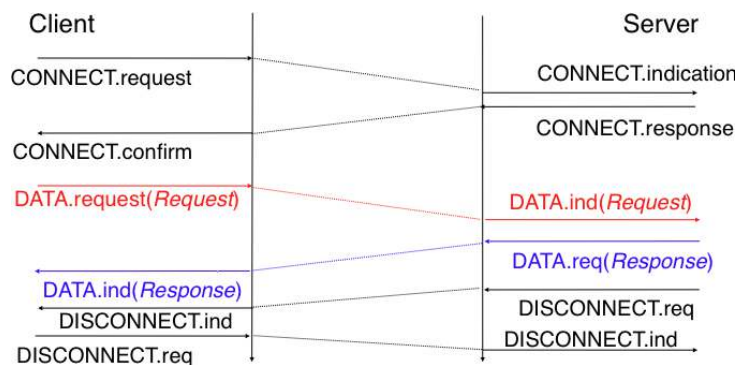 Client
Server
CONNECT.request
CONNECT.indication
CONNECT.response
CONNECT.confirm
DATA.request(Request)
DATA.ind(Request)
DATA.req(Response)
DATA.ind(Response)
DISCONNECT.req
DISCONNECT.ind
DISCONNECT.ind
DISCONNECT.req